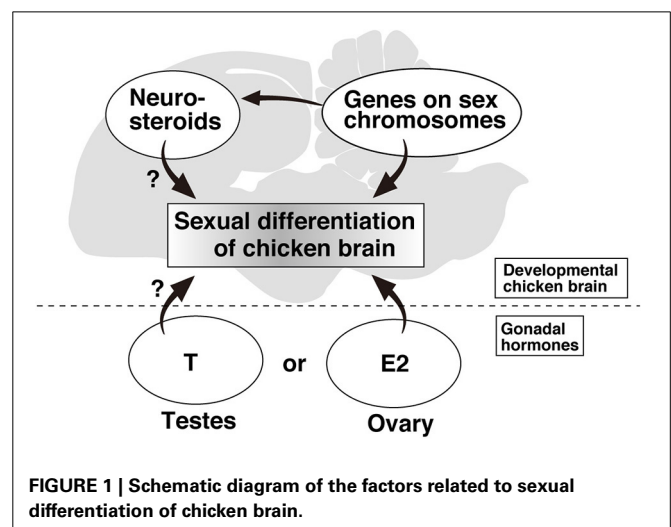 Neuro-
steroids
Genes on sex
chromosomes
?
Sexual differentiation
of chicken brain
Developmental
chicken brain
?
Gonadal
hormones
T
or
E2
Testes
Ovary
FIGURE 1 | Schematic diagram of the factors related to sexual
differentiation of chicken brain.